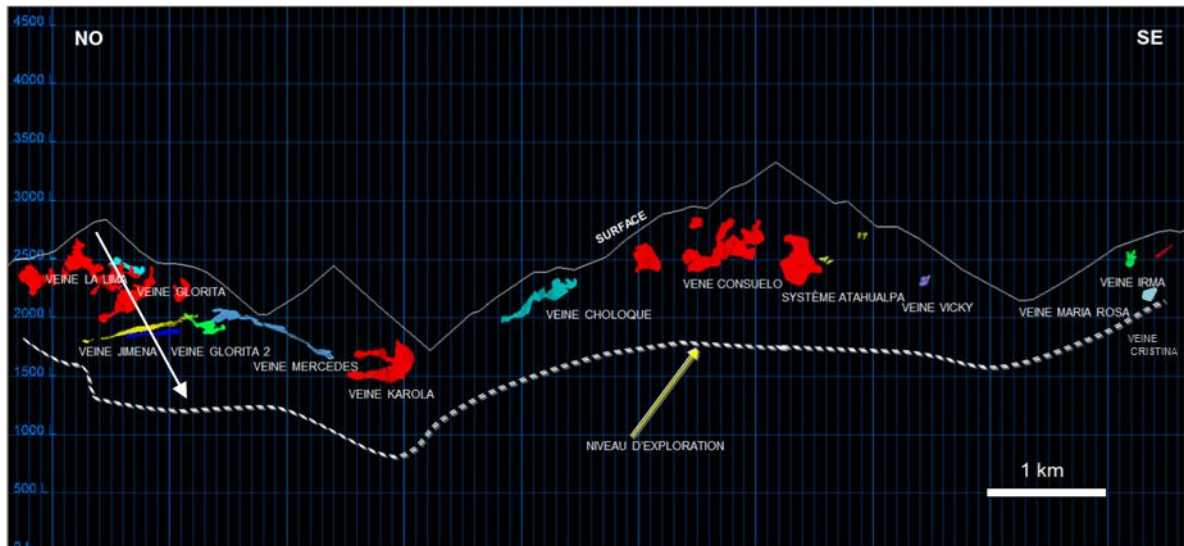 4500 L
NO
SE
4000 L
3500 L
3000 L
SURFACE
2500 L
VEINE LA LIMA
VEINE GLORITA
VENE CONSUELO
SYSTÈME ATAHUALPA
VEINE VICKY
VEINE IRMA
2000 L
VEINE CHOLOQUE
VEINE MARIA ROSA
VEINE JIMENA
VEINE GLORITA 2
VEINE MERCEDES
VEINE
CRISTINA
1500 L
VEINE KAROLA
1000 L
NIVEAU D'EXPLORATION
1 km
500 L
0 L